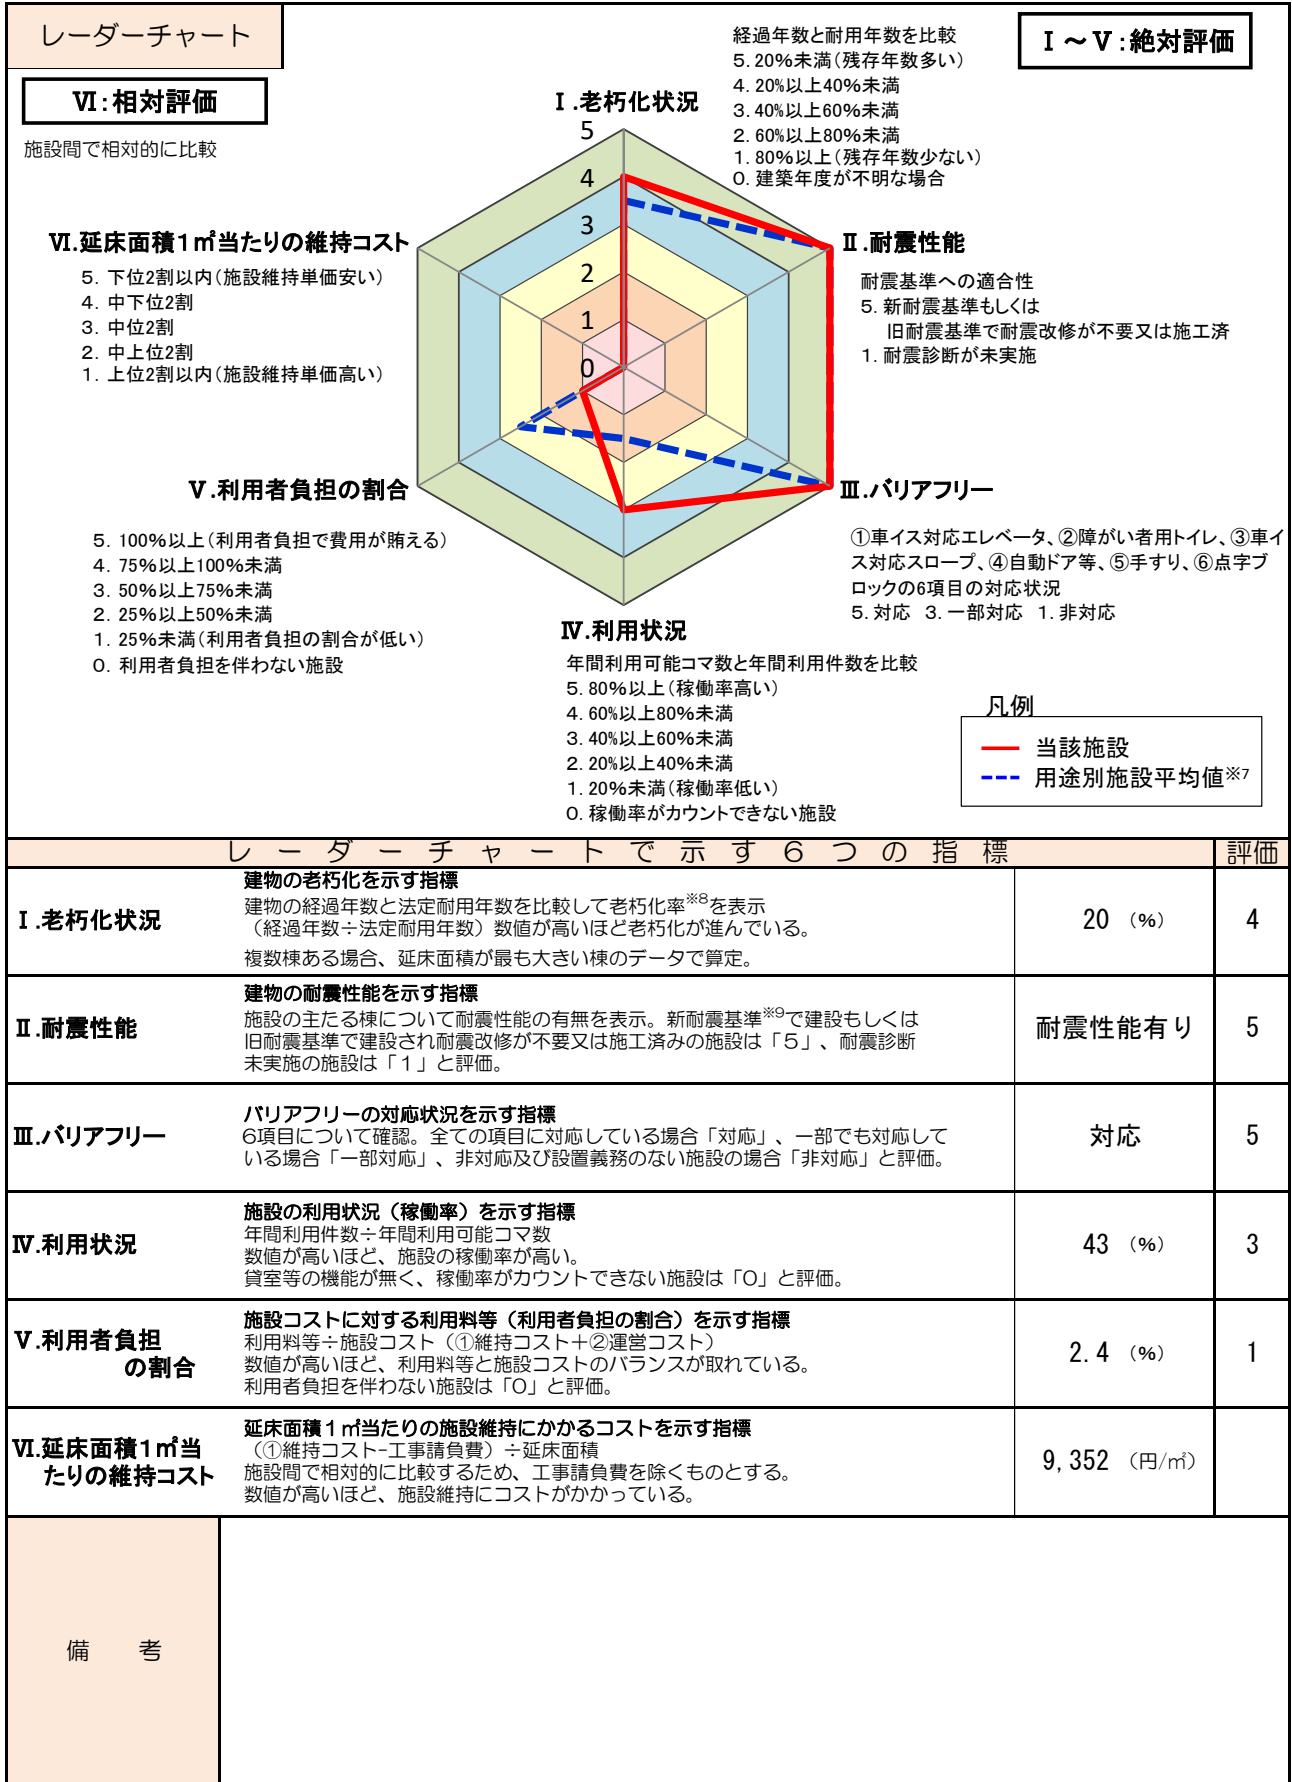 レーダーチャート
Ⅰ～Ⅴ:絶対評価
Ⅵ:相対評価
施設間で相対的に比較
経過年数と耐用年数を比較
5.20%未満(残存年数多い)
4.20%以上40%未満
3.40%以上60%未満
2.60%以上80%未満
1.80%以上(残存年数少ない)
0.建築年度が不明な場合
Ⅰ.老朽化状況
5
4
3
2
1
0
Ⅱ.耐震性能
耐震基準への適合性
5.新耐震基準もしくは
旧耐震基準で耐震改修が不要又は施工済
1.耐震診断が未実施
Ⅵ.延床面積1㎡当たりの維持コスト
5.下位2割以内(施設維持単価安い)
4.中下位2割
3.中位2割
2.中上位2割
1.上位2割以内(施設維持単価高い)
Ⅲ.バリアフリー
①車イス対応エレベータ、②障がい者用トイレ、③車イ
ス対応スロープ、④自動ドア等、⑤手すり、⑥点字ブ
ロックの6項目の対応状況
5.対応 3.一部対応 1.非対応
Ⅴ.利用者負担の割合
5.100%以上(利用者負担で費用が賄える)
4.75%以上100%未満
3.50%以上75%未満
2.25%以上50%未満
1.25%未満(利用者負担の割合が低い)
0.利用者負担を伴わない施設
Ⅳ.利用状況
年間利用可能コマ数と年間利用件数を比較
5.80%以上(稼働率高い)
4.60%以上80%未満
3.40%以上60%未満
2.20%以上40%未満
1.20%未満(稼働率低い)
0.稼働率がカウントできない施設
凡例
当該施設
用途別施設平均値※7
レーダーチャートで示す6つの指標 評価
Ⅰ.老朽化状況
建物の老朽化を示す指標
建物の経過年数と法定耐用年数を比較して老朽化率※8を表示
（経過年数÷法定耐用年数）数値が高いほど老朽化が進んでいる。
複数棟ある場合、延床面積が最も大きい棟のデータで算定。
20 （%） 4
Ⅱ.耐震性能
建物の耐震性能を示す指標
施設の主たる棟について耐震性能の有無を表示。新耐震基準※9で建設もしくは
旧耐震基準で建設され耐震改修が不要又は施工済みの施設は「5」、耐震診断
未実施の施設は「1」と評価。
耐震性能有り 5
Ⅲ.バリアフリー
バリアフリーの対応状況を示す指標
6項目について確認。全ての項目に対応している場合「対応」、一部でも対応して
いる場合「一部対応」、非対応及び設置義務のない施設の場合「非対応」と評価。
対応 5
Ⅳ.利用状況
施設の利用状況（稼働率）を示す指標
年間利用件数÷年間利用可能コマ数
数値が高いほど、施設の稼働率が高い。
貸室等の機能が無く、稼働率がカウントできない施設は「0」と評価。
43 （%） 3
Ⅴ.利用者負担
の割合
施設コストに対する利用料等（利用者負担の割合）を示す指標
利用料等÷施設コスト（①維持コスト＋②運営コスト）
数値が高いほど、利用料等と施設コストのバランスが取れている。
利用者負担を伴わない施設は「0」と評価。
2.4 （%） 1
Ⅵ.延床面積1㎡当
たりの維持コスト
延床面積１㎡当たりの施設維持にかかるコストを示す指標
（①維持コスト-工事請負費）÷延床面積
施設間で相対的に比較するため、工事請負費を除くものとする。
数値が高いほど、施設維持にコストがかかっている。
9,352 （円/㎡）
備 考